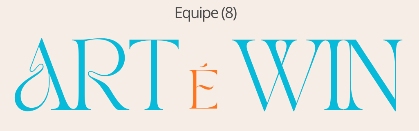 Equipe (8)
ART É WIN